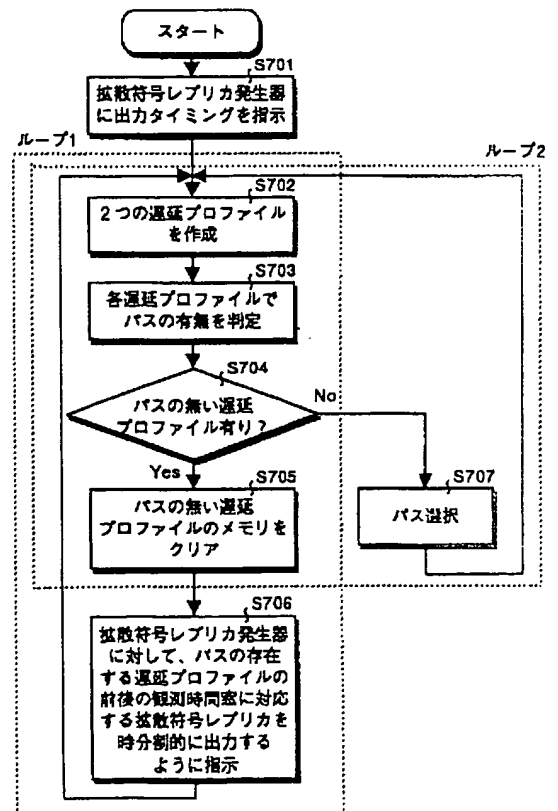 スタート
S701
拡散符号レプリカ発生器
に出力タイミングを指示
ループ1
ループ2
S702
2つの遅延プロファイル
を作成
S703
各遅延プロファイルで
パスの有無を判定
S704
パスの無い遅延
プロファイル有り？
No
Yes
S705
パスの無い遅延
プロファイルのメモリを
クリア
S707
パス選択
S706
拡散符号レプリカ発生器
に対して、パスの存在
する遅延プロファイルの
前後の観測時間窓に対応
する拡散符号レプリカを
時分割的に出力する
ように指示